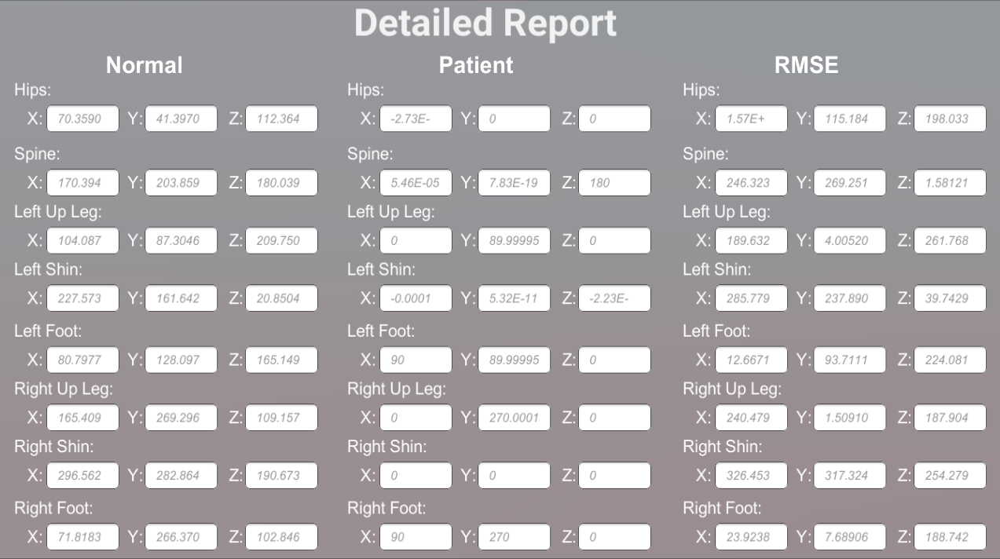 Detailed Report
Normal Patient RMSE
Hips: Hips: Hips:
X: 70.3590 Y: 41.3970 Z: 112.364 X: -2.73E- Y: 0 Z: 0 X: 1.57E+ Y: 115.184 Z: 198.033
Spine: Spine: Spine:
X: 170.394 Y: 203.859 Z: 180.039 X: 5.46E-05 Y: 7.83E-19 Z: 180 X: 246.323 Y: 269.251 Z: 1.58121
Left Up Leg: Left Up Leg: Left Up Leg:
X: 104.087 Y: 87.3046 Z: 209.750 X: 0 Y: 89.99995 Z: 0 X: 189.632 Y: 4.00520 Z: 261.768
Left Shin: Left Shin: Left Shin:
X: 227.573 Y: 161.642 Z: 20.8504 X: -0.0001 Y: 5.32E-11 Z: -2.23E- X: 285.779 Y: 237.890 Z: 39.7429
Left Foot: Left Foot: Left Foot:
X: 80.7977 Y: 128.097 Z: 165.149 X: 90 Y: 89.99995 Z: 0 X: 12.6671 Y: 93.7111 Z: 224.081
Right Up Leg: Right Up Leg: Right Up Leg:
X: 165.409 Y: 269.296 Z: 109.157 X: 0 Y: 270.0001 Z: 0 X: 240.479 Y: 1.50910 Z: 187.904
Right Shin: Right Shin: Right Shin:
X: 296.562 Y: 282.864 Z: 190.673 X: 0 Y: 0 Z: 0 X: 326.453 Y: 317.324 Z: 254.279
Right Foot: Right Foot: Right Foot:
X: 71.8183 Y: 266.370 Z: 102.846 X: 90 Y: 270 Z: 0 X: 23.9238 Y: 7.68906 Z: 188.742